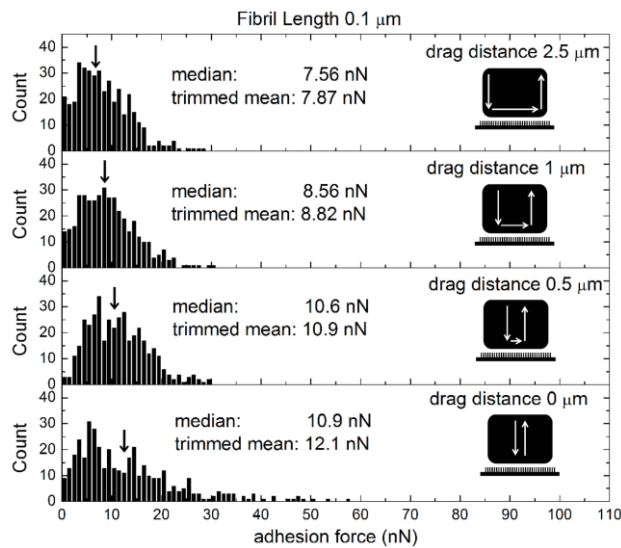 Fibril Length 0.1 µm
40
30
20
10
0
Count
median: 7.56 nN
trimmed mean: 7.87 nN
drag distance 2.5 µm
40
30
20
10
0
Count
median: 8.56 nN
trimmed mean: 8.82 nN
drag distance 1 µm
40
30
20
10
0
Count
median: 10.6 nN
trimmed mean: 10.9 nN
drag distance 0.5 µm
40
30
20
10
0
Count
median: 10.9 nN
trimmed mean: 12.1 nN
drag distance 0 µm
0 10 20 30 40 50 60 70 80 90 100 110
adhesion force (nN)